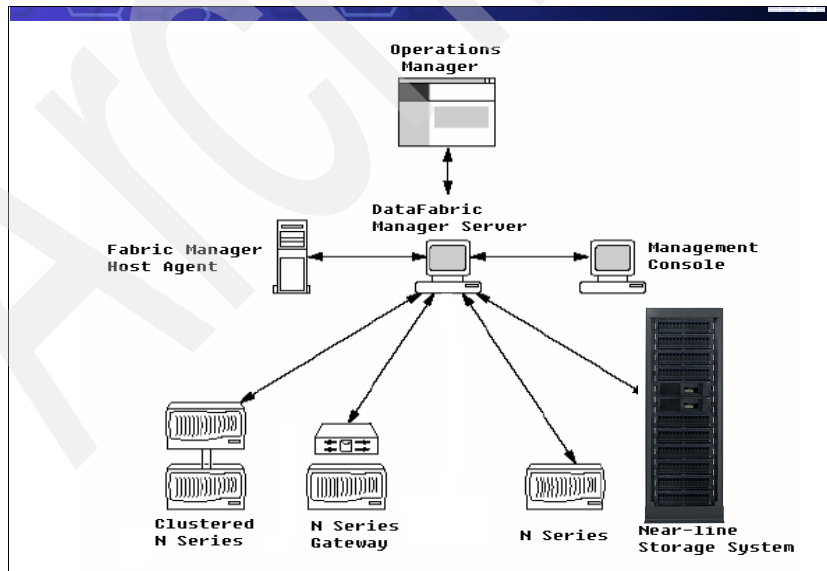 Operations
Manager
DataFabric
Manager Server
Fabric Manager
Host Agent
Management
Console
Clustered
N Series
N Series
Gateway
N Series
Near-line
Storage System